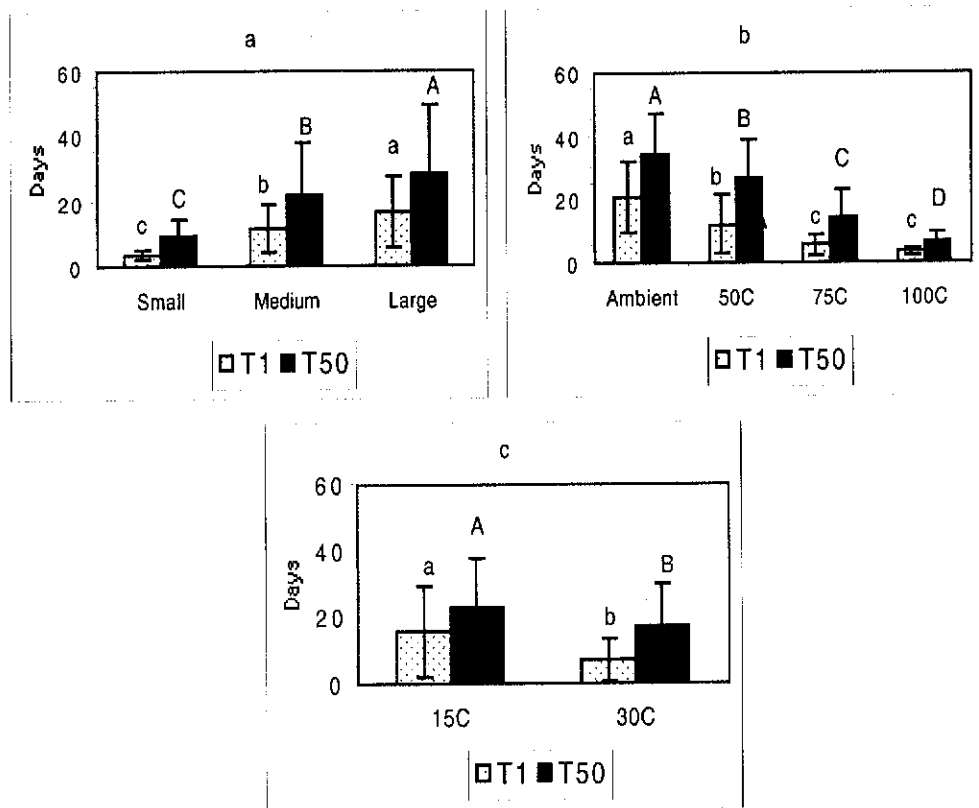 a
60
40
20
0
Days
c C b B a A
Small Medium Large
T1 T50
b
60
40
20
0
Days
a A b B c C c D
Ambient 50C 75C 100C
T1 T50
c
60
40
20
0
Days
a A b B
15C 30C
T1 T50